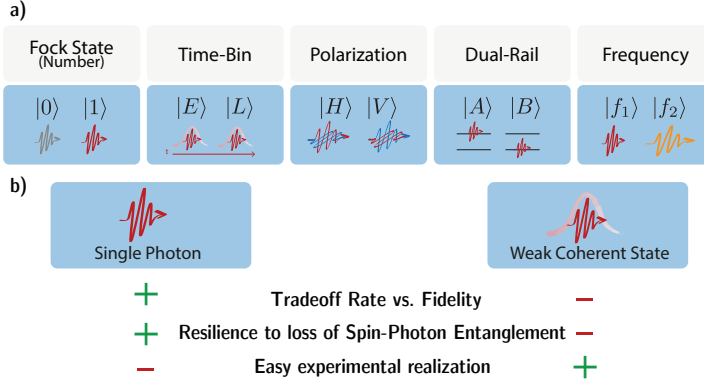 a)
Fock State Time-Bin Polarization Dual-Rail Frequency
(Number)
|0⟩ |1⟩ |E⟩ |L⟩ |H⟩ |V⟩ |A⟩ |B⟩ |f₁⟩ |f₂⟩
t
b)
Single Photon Weak Coherent State
+ Tradeoff Rate vs. Fidelity −
+ Resilience to loss of Spin-Photon Entanglement −
− Easy experimental realization +